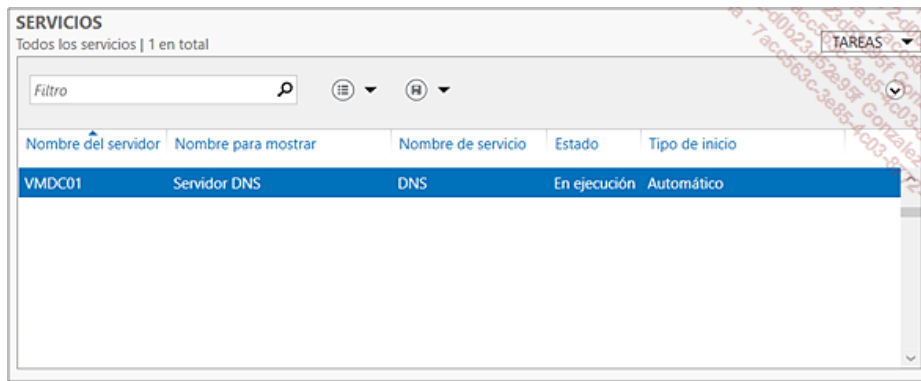 SERVICIOS
Todos los servicios | 1 en total
TAREAS
Filtro
Nombre del servidor Nombre para mostrar Nombre de servicio Estado Tipo de inicio
VMDC01 Servidor DNS DNS En ejecución Automático